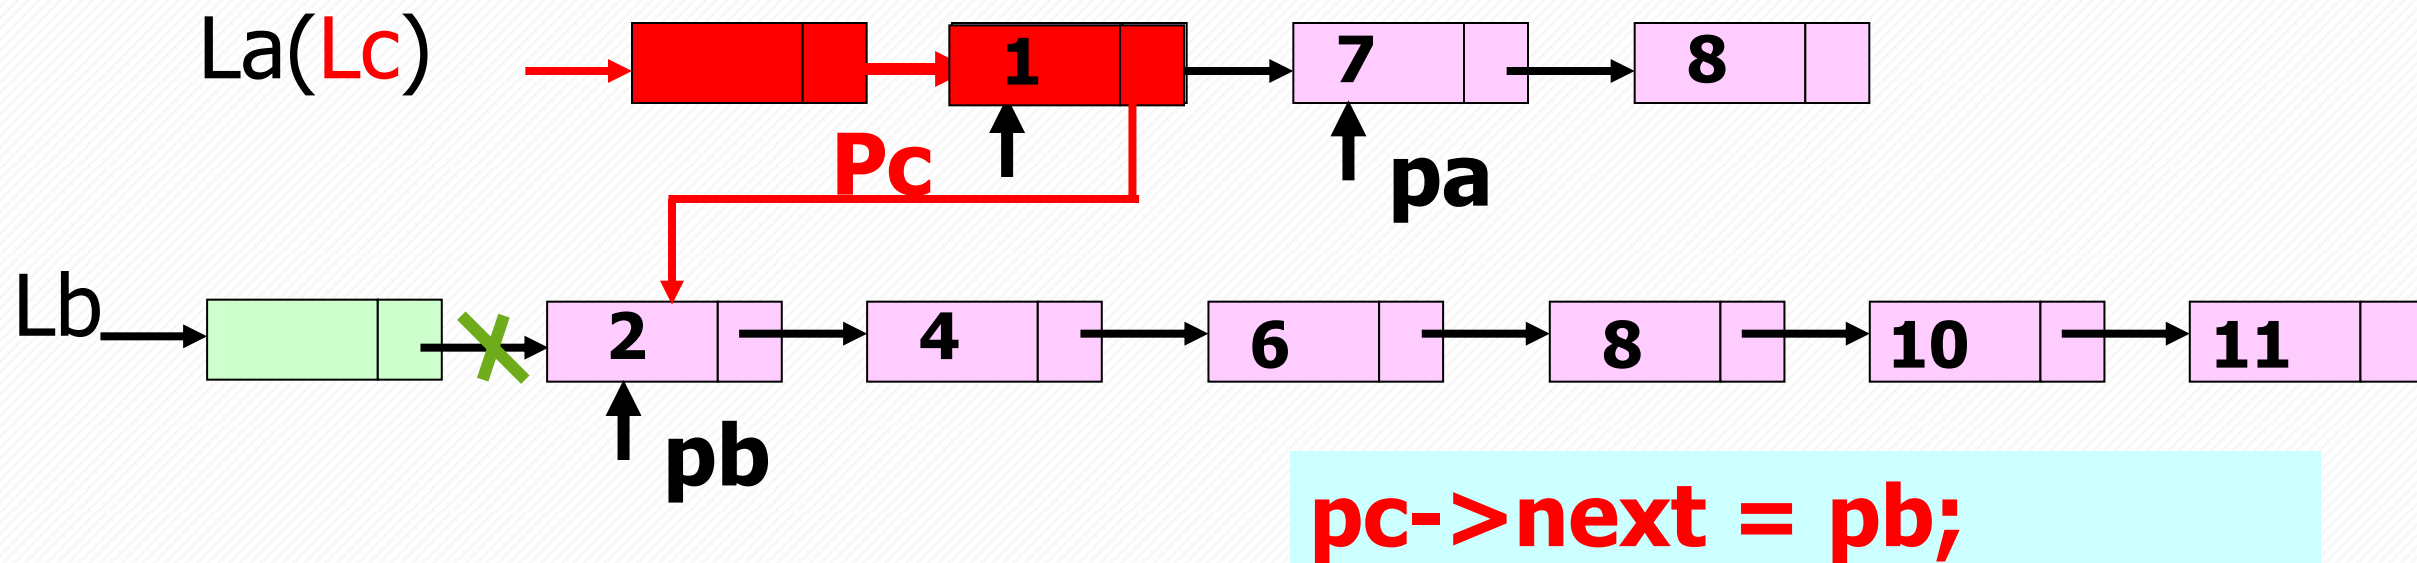 La(Lc)
1 7 8
Pc
pa
Lb
2 4 6 8 10 11
pb
pc->next = pb;